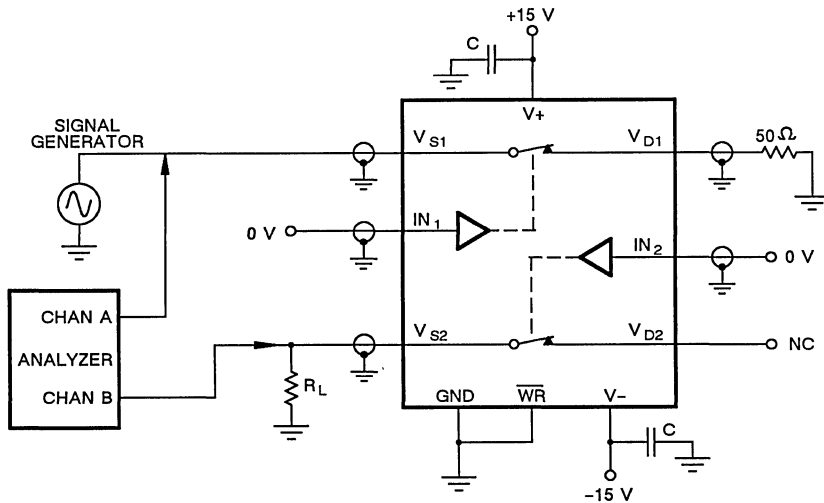 +15 V
C
V+
SIGNAL
GENERATOR
VS1
VD1
50 Ω
IN1
0 V
IN2
0 V
CHAN A
ANALYZER
CHAN B
VS2
VD2
NC
RL
GND
WR
V–
C
–15 V